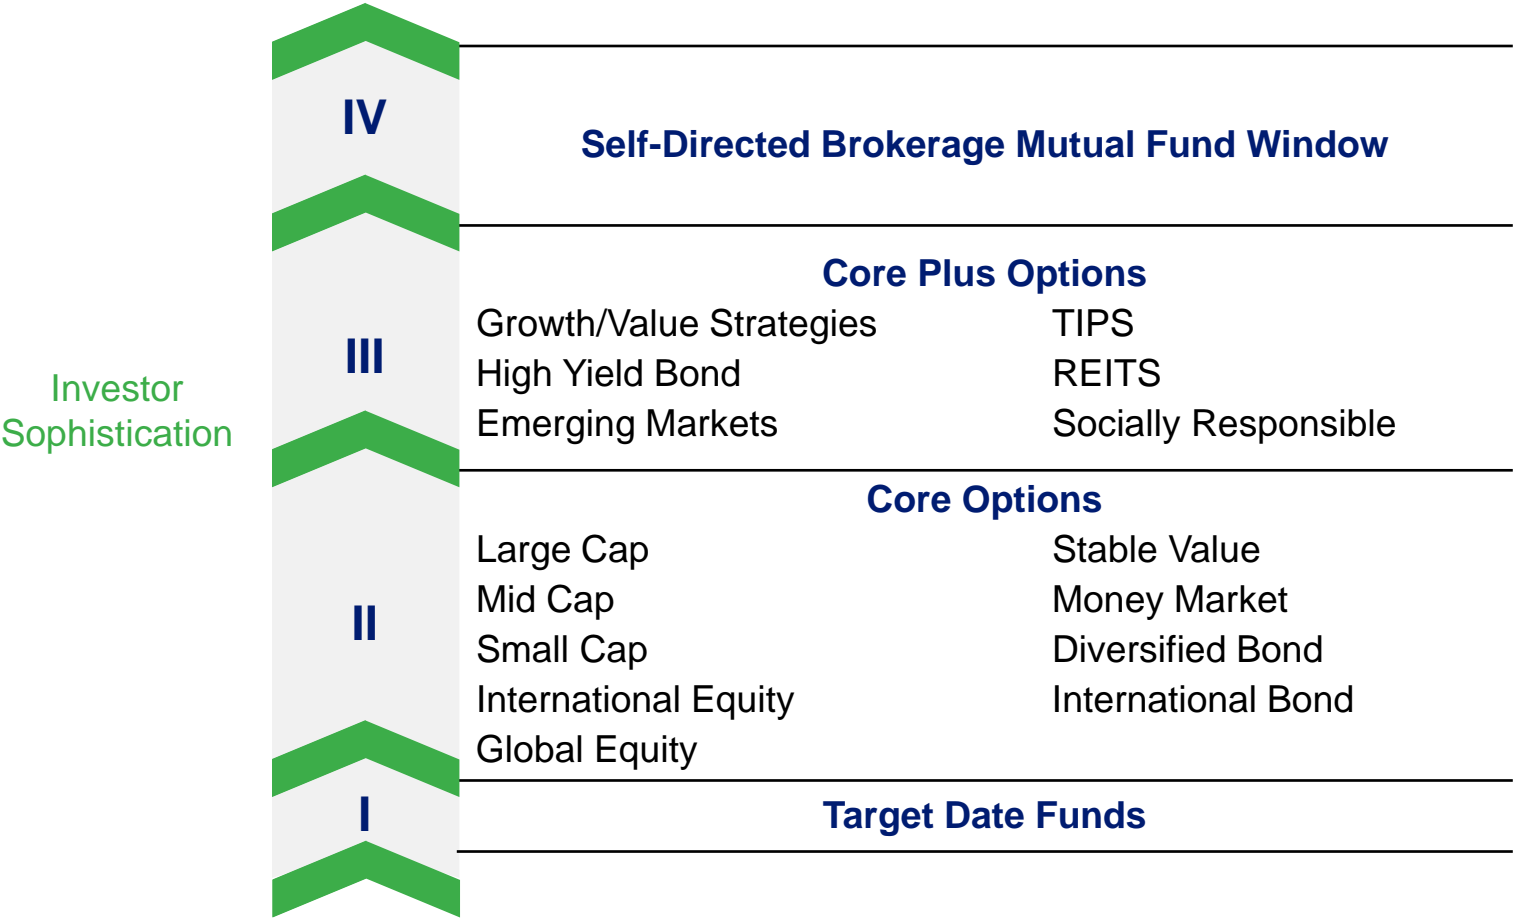 IV
Self-Directed Brokerage Mutual Fund Window
Investor
Sophistication
III
Core Plus Options
Growth/Value Strategies
TIPS
High Yield Bond
REITS
Emerging Markets
Socially Responsible
II
Core Options
Large Cap
Stable Value
Mid Cap
Money Market
Small Cap
Diversified Bond
International Equity
International Bond
Global Equity
I
Target Date Funds